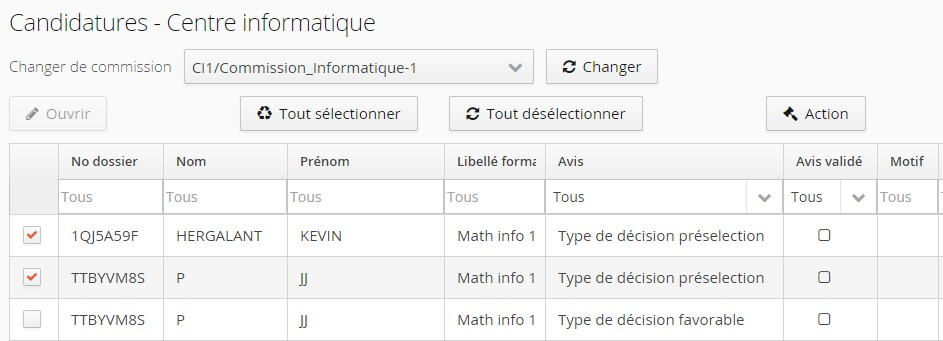 Candidatures - Centre informatique
Changer de commission CI1/Commission_Informatique-1 Changer
Ouvrir Tout sélectionner Tout désélectionner Action
No dossier Nom Prénom Libellé forma Avis Avis validé Motif
Tous Tous Tous Tous Tous Tous Tous
1QJ5A59F HERGALANT KEVIN Math info 1 Type de décision préselection
TTBYVM8S P JJ Math info 1 Type de décision préselection
TTBYVM8S P JJ Math info 1 Type de décision favorable